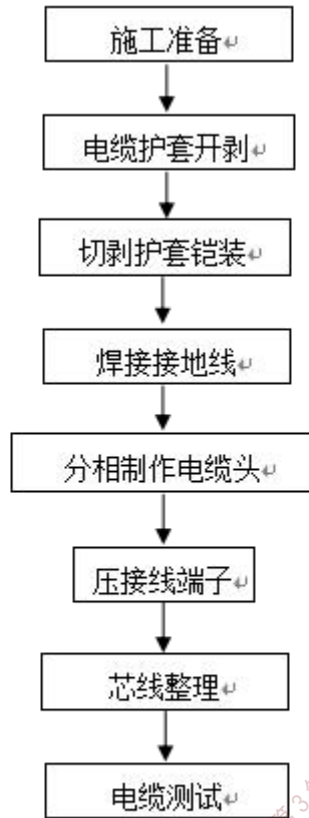 施工准备
电缆护套开剥
切剥护套铠装
焊接接地线
分相制作电缆头
压接线端子
芯线整理
电缆测试